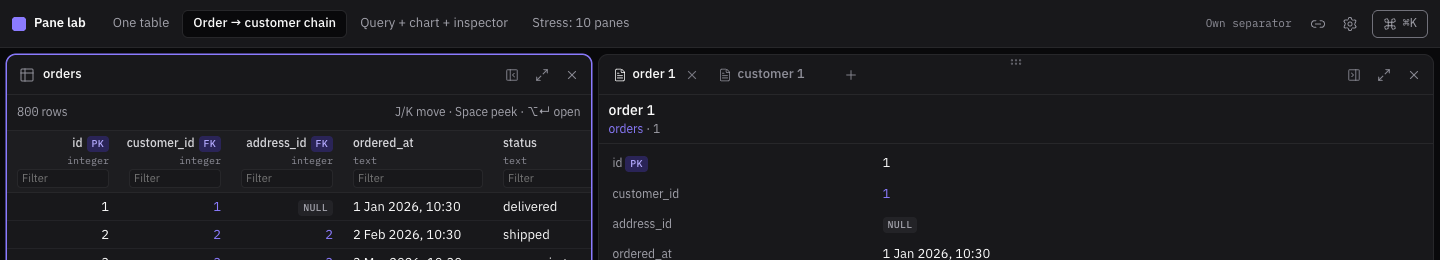 Pane lab One table Order → customer chain Query + chart + inspector Stress: 10 panes Own separator ⌘ ⌘K
orders
800 rows J/K move · Space peek · ⌥↵ open
id PK customer_id FK address_id FK ordered_at status
integer integer integer text text
Filter Filter Filter Filter Filter
1 1 NULL 1 Jan 2026, 10:30 delivered
2 2 2 2 Feb 2026, 10:30 shipped
order 1 customer 1 +
order 1
orders · 1
id PK 1
customer_id 1
address_id NULL
ordered_at 1 Jan 2026, 10:30